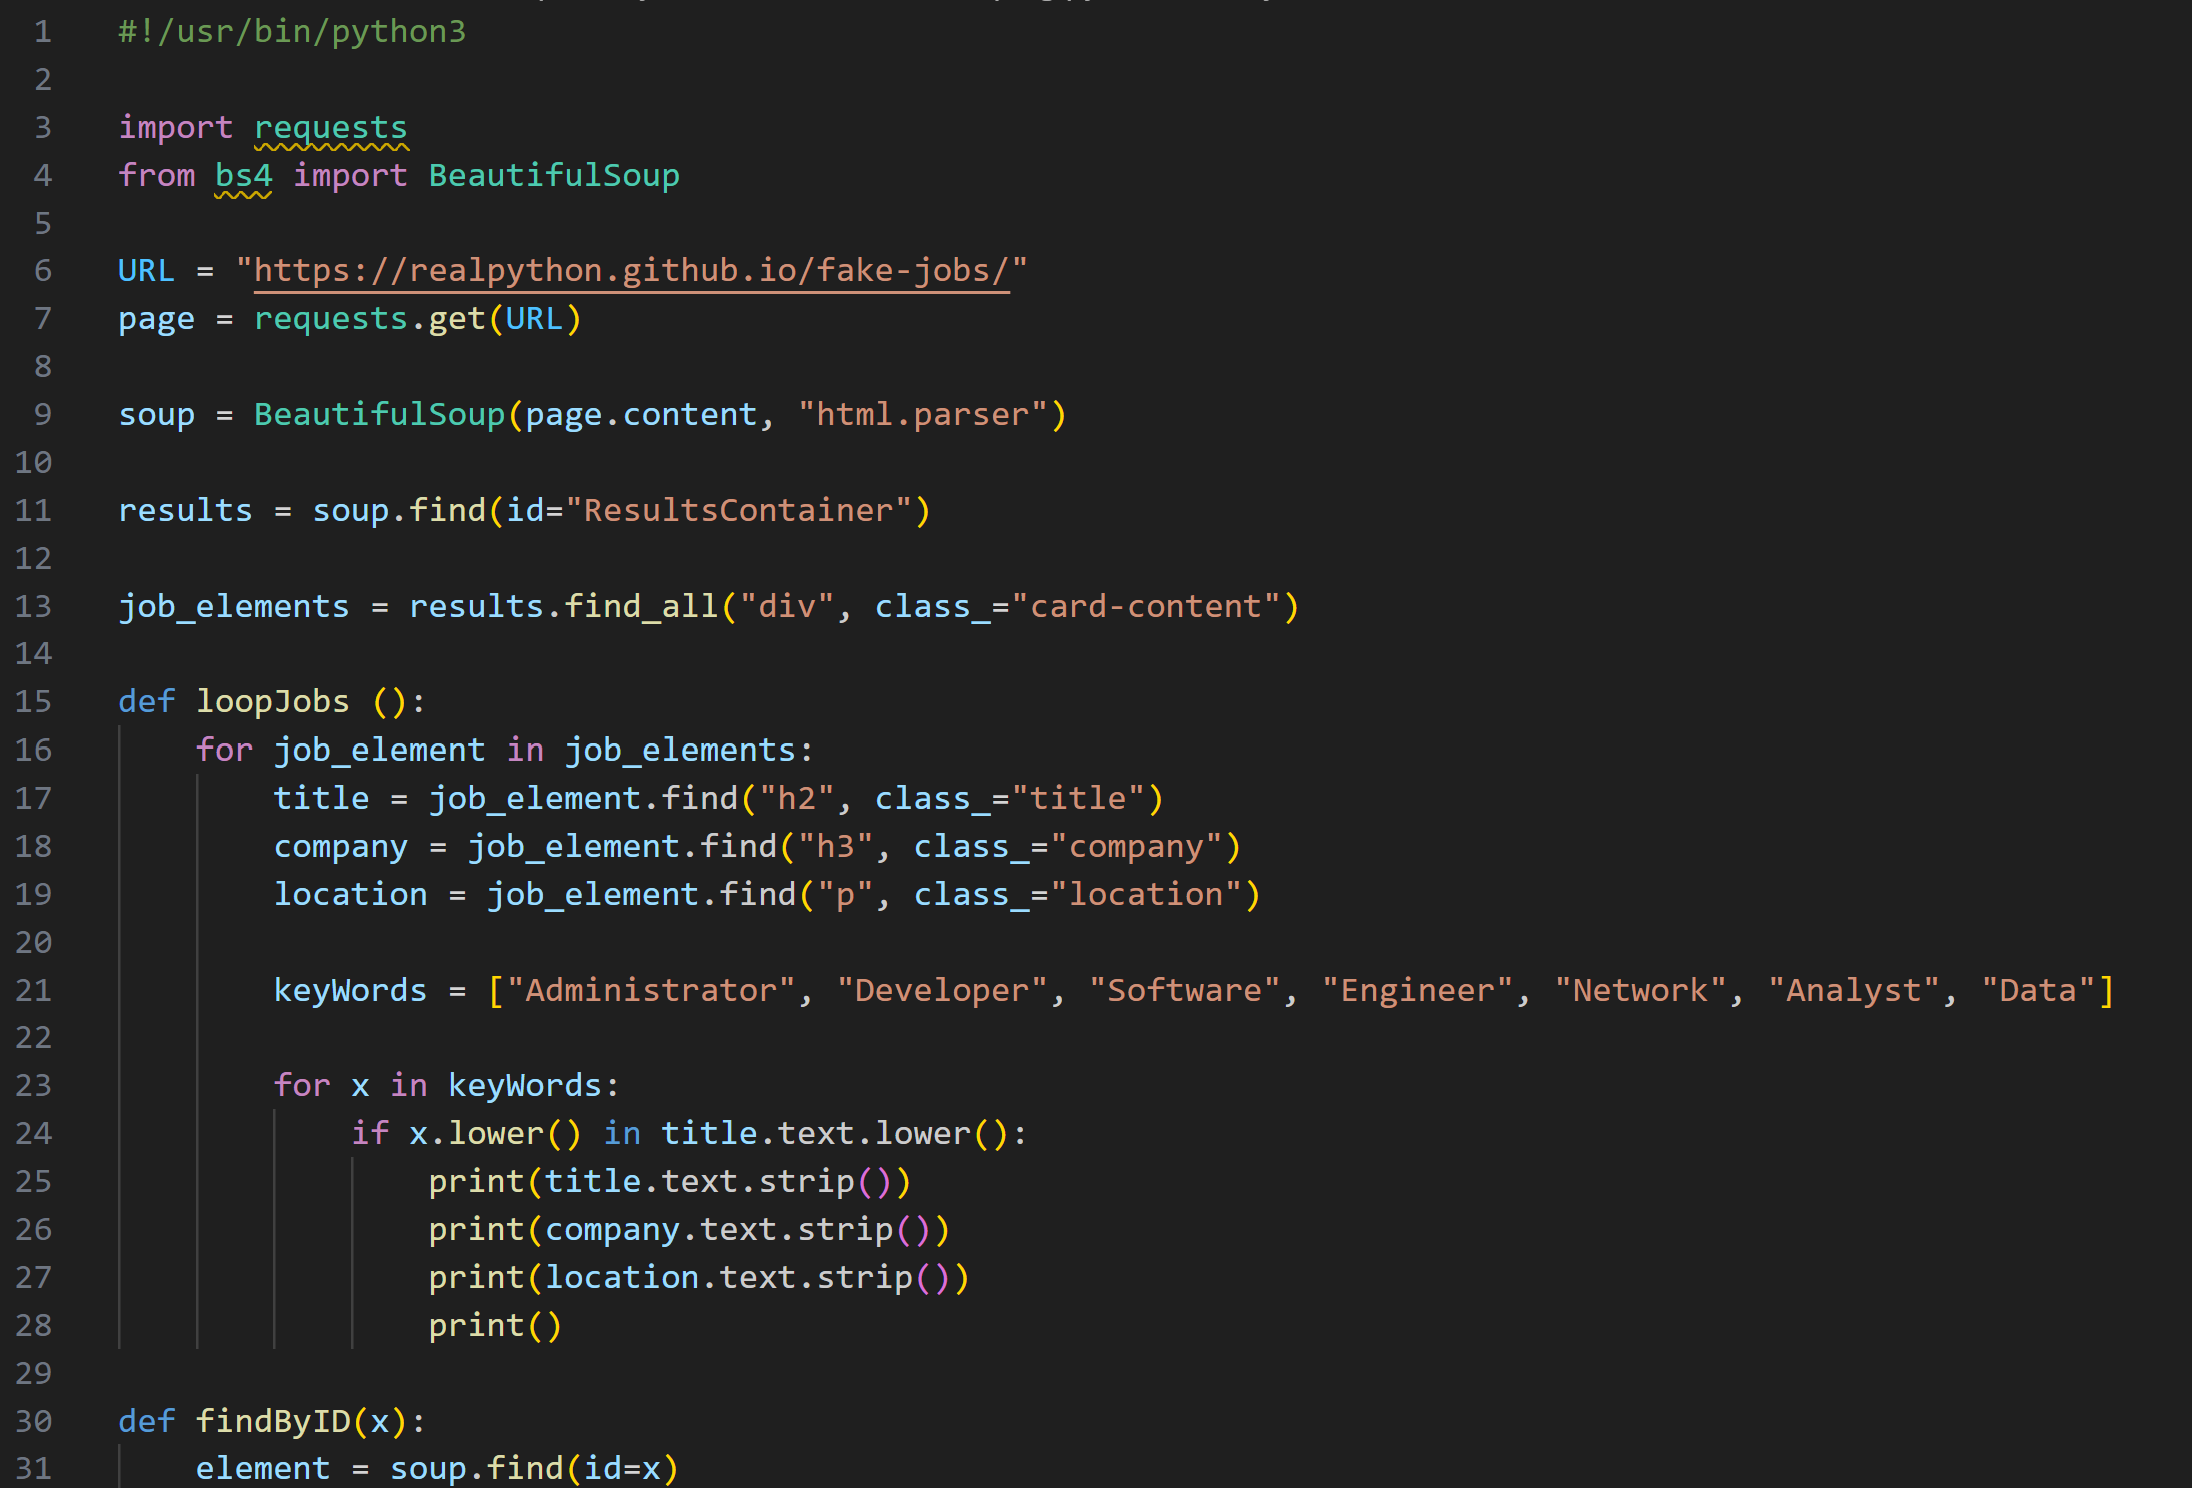 1 #!/usr/bin/python3
2
3 import requests
4 from bs4 import BeautifulSoup
5
6 URL = "https://realpython.github.io/fake-jobs/"
7 page = requests.get(URL)
8
9 soup = BeautifulSoup(page.content, "html.parser")
10
11 results = soup.find(id="ResultsContainer")
12
13 job_elements = results.find_all("div", class_="card-content")
14
15 def loopJobs ():
16     for job_element in job_elements:
17         title = job_element.find("h2", class_="title")
18         company = job_element.find("h3", class_="company")
19         location = job_element.find("p", class_="location")
20
21         keyWords = ["Administrator", "Developer", "Software", "Engineer", "Network", "Analyst", "Data"]
22
23         for x in keyWords:
24             if x.lower() in title.text.lower():
25                 print(title.text.strip())
26                 print(company.text.strip())
27                 print(location.text.strip())
28                 print()
29
30 def findByID(x):
31     element = soup.find(id=x)